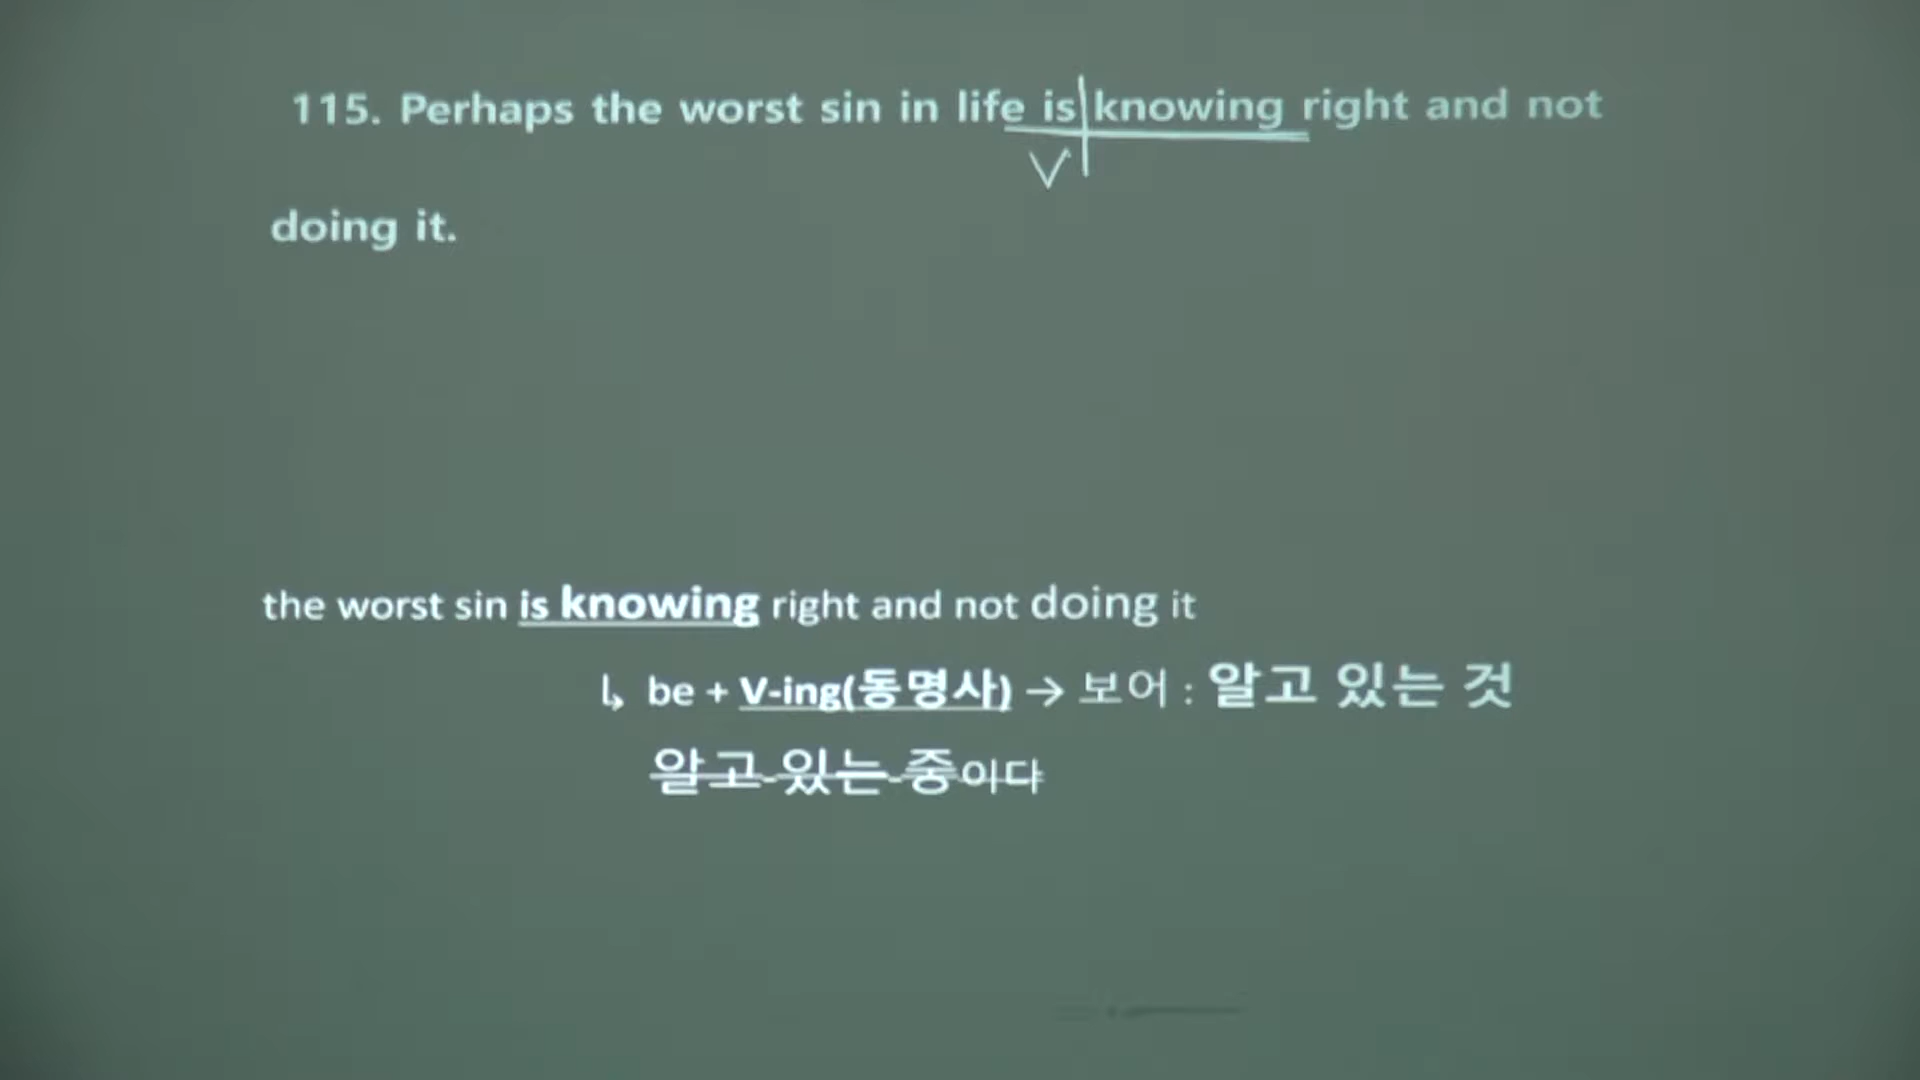 115. Perhaps the worst sin in life is knowing right and not
V
doing it.
the worst sin is knowing right and not doing it
↳ be + V-ing(동명사) → 보어 : 알고 있는 것
알고 있는 중이다